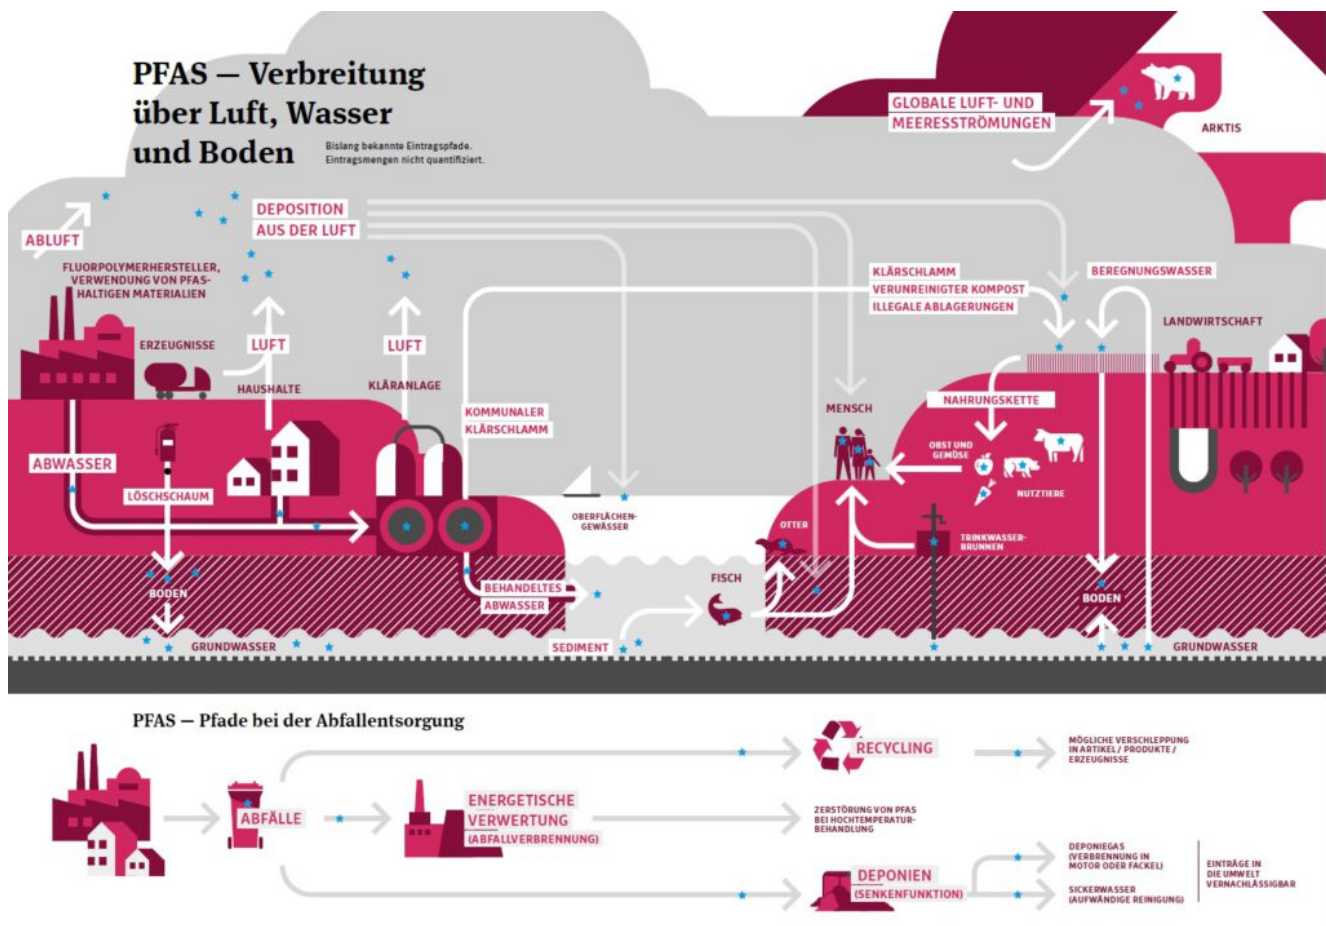 PFAS — Verbreitung
über Luft, Wasser
und Boden
Bislang bekannte Eintragspfade.
Eintragsmengen nicht quantifiziert.
GLOBALE LUFT- UND
MEERESSTRÖMUNGEN
ARKTIS
DEPOSITION
AUS DER LUFT
ABLUFT
FLUORPOLYMERHERSTELLER,
VERWENDUNG VON PFAS-
HALTIGEN MATERIALIEN
KLÄRSCHLAMM
VERUNREINIGTER KOMPOST
ILLEGALE ABLAGERUNGEN
BEREGNUNGSWASSER
LANDWIRTSCHAFT
ERZEUGNISSE
LUFT
LUFT
HAUSHALTE
KLÄRANLAGE
KOMMUNALER
KLÄRSCHLAMM
MENSCH
NAHRUNGSKETTE
OBST UND
GEMÜSE
NUTZTIERE
ABWASSER
LÖSCHSCHAUM
OBERFLÄCHEN-
GEWÄSSER
OTTER
TRINKWASSER-
BRUNNEN
BODEN
BEHANDELTES
ABWASSER
FISCH
BODEN
GRUNDWASSER
SEDIMENT
GRUNDWASSER
PFAS — Pfade bei der Abfallentsorgung
RECYCLING
MÖGLICHE VERSCHLEPPUNG
IN ARTIKEL/ PRODUKTE /
ERZEUGNISSE
ABFÄLLE
ENERGETISCHE
VERWERTUNG
(ABFALLVERBRENNUNG)
ZERSTÖRUNG VON PFAS
BEI HOCHTEMPERATUR-
BEHANDLUNG
DEPONIEN
(SENKENFUNKTION)
DEPONIEGAS
(VERBRENNUNG IN
MOTOR ODER FACKEL)
SICKERWASSER
(AUFWÄNDIGE REINIGUNG)
EINTRÄGE IN
DIE UMWELT
VERNACHLÄSSIGBAR